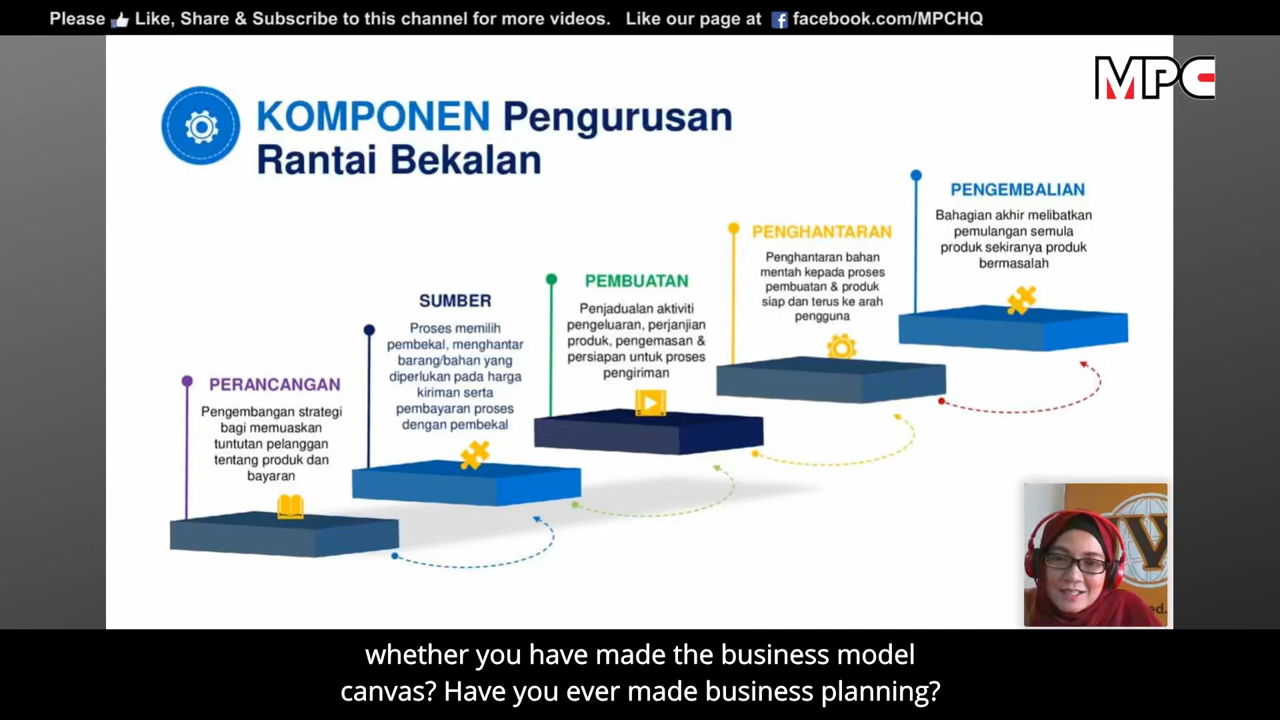 Please Like, Share & Subscribe to this channel for more videos. Like our page at facebook.com/MPCHQ
MPC
KOMPONEN Pengurusan
Rantai Bekalan
PERANCANGAN
Pengembangan strategi
bagi memuaskan
tuntutan pelanggan
tentang produk dan
bayaran
SUMBER
Proses memilih
pembekal, menghantar
barang/bahan yang
diperlukan pada harga
kiriman serta
pembayaran proses
dengan pembekal
PEMBUATAN
Penjadualan aktiviti
pengeluaran, perjanjian
produk, pengemasan &
persiapan untuk proses
pengiriman
PENGHANTARAN
Penghantaran bahan
mentah kepada proses
pembuatan & produk
siap dan terus ke arah
pengguna
PENGEMBALIAN
Bahagian akhir melibatkan
pemulangan semula
produk sekiranya produk
bermasalah
whether you have made the business model
canvas? Have you ever made business planning?